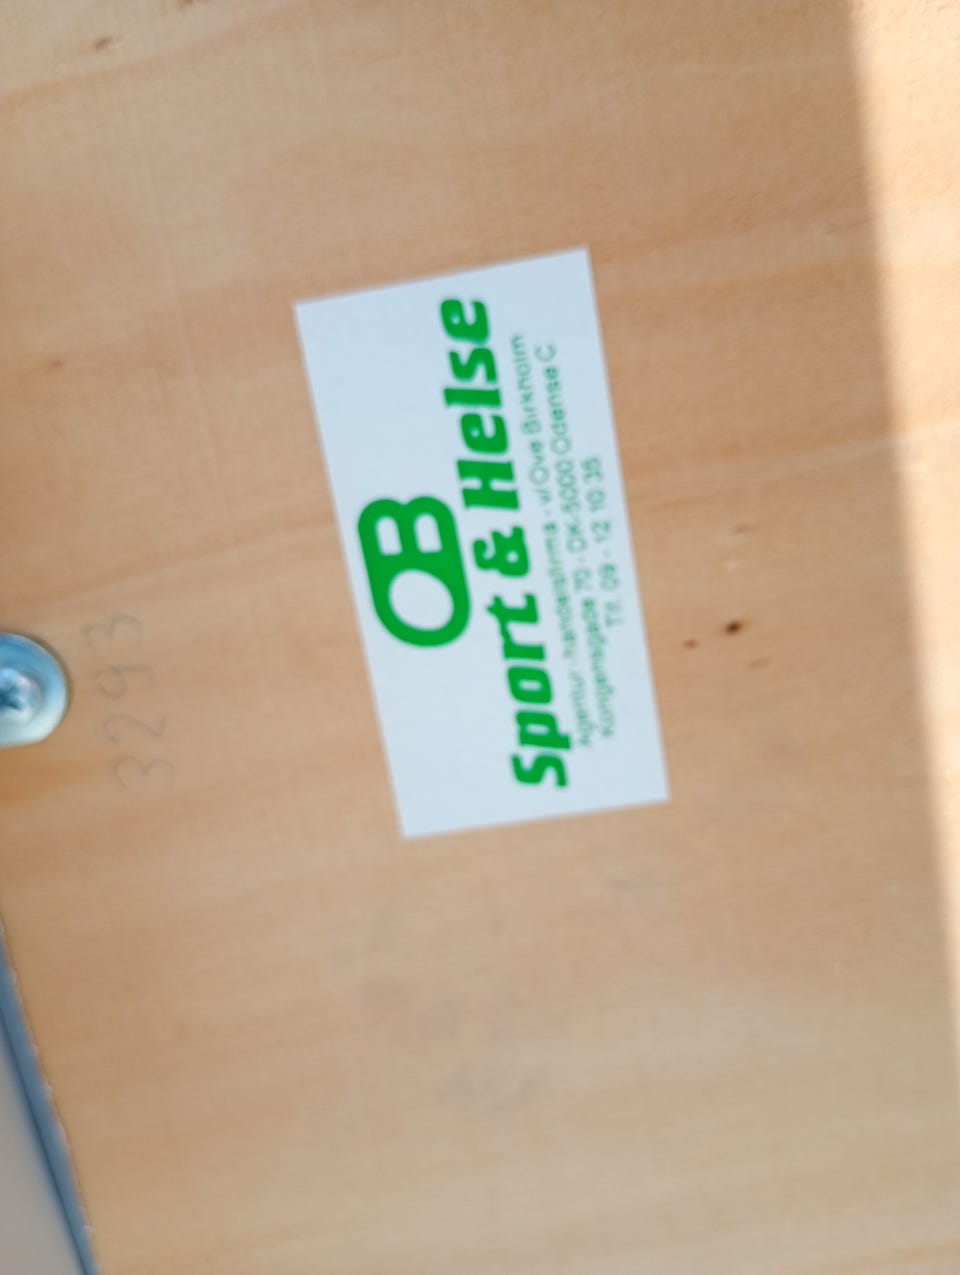 OB
Sport & Helse
Agentur-handelsfirma - v/Ove Birkholm
Kongensgade 70 - DK-5000 Odense C
Tlf. 09 - 12 10 35
3293